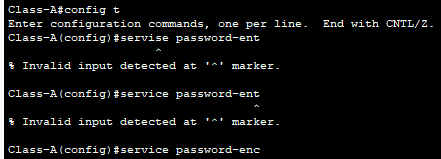 Class-A#config t
Enter configuration commands, one per line.  End with CNTL/Z.
Class-A(config)#servise password-ent
^
% Invalid input detected at '^' marker.
Class-A(config)#service password-ent
^
% Invalid input detected at '^' marker.
Class-A(config)#service password-enc